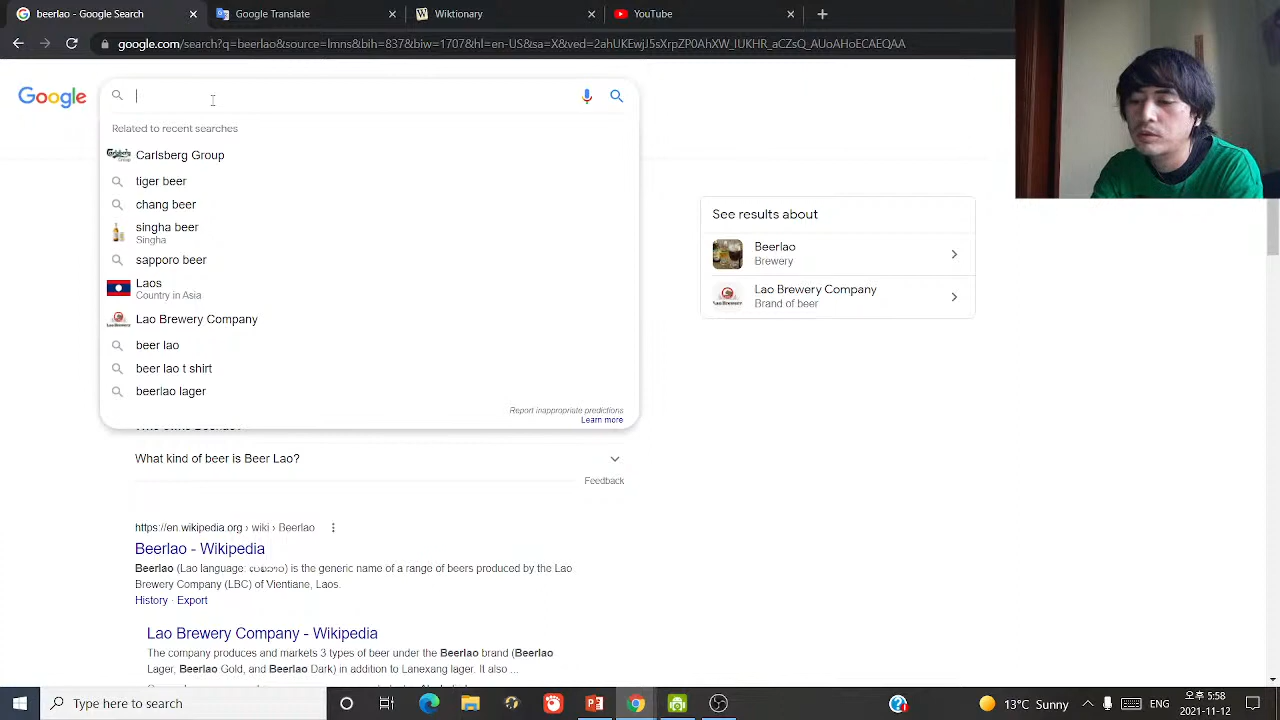 beerlao - Google Search
Google Translate
Wiktionary
YouTube
google.com/search?q=beerlao&source=lmns&bih=837&biw=1707&hl=en-US&sa=X&ved=2ahUKEwjJ5sXrpZP0AhXW_IUKHR_aCZsQ_AUoAHoECAEQAA
Google
Related to recent searches
Carlsberg Group
tiger beer
chang beer
singha beer
Singha
sapporo beer
Laos
Country in Asia
Lao Brewery Company
beer lao
beer lao t shirt
beerlao lager
Report inappropriate predictions
Learn more
See results about
Beerlao
Brewery
Lao Brewery Company
Brand of beer
What kind of beer is Beer Lao?
Feedback
https://en.wikipedia.org › wiki › Beerlao
Beerlao - Wikipedia
Beerlao (Lao language: ເບຍລາວ) is the generic name of a range of beers produced by the Lao
Brewery Company (LBC) of Vientiane, Laos.
History · Export
Lao Brewery Company - Wikipedia
The company produces and markets 3 types of beer under the Beerlao brand (Beerlao
Lager, Beerlao Gold, and Beerlao Dark) in addition to Lanexang lager. It also ...
Type here to search
13°C Sunny
ENG
오후 5:58
2021-11-12